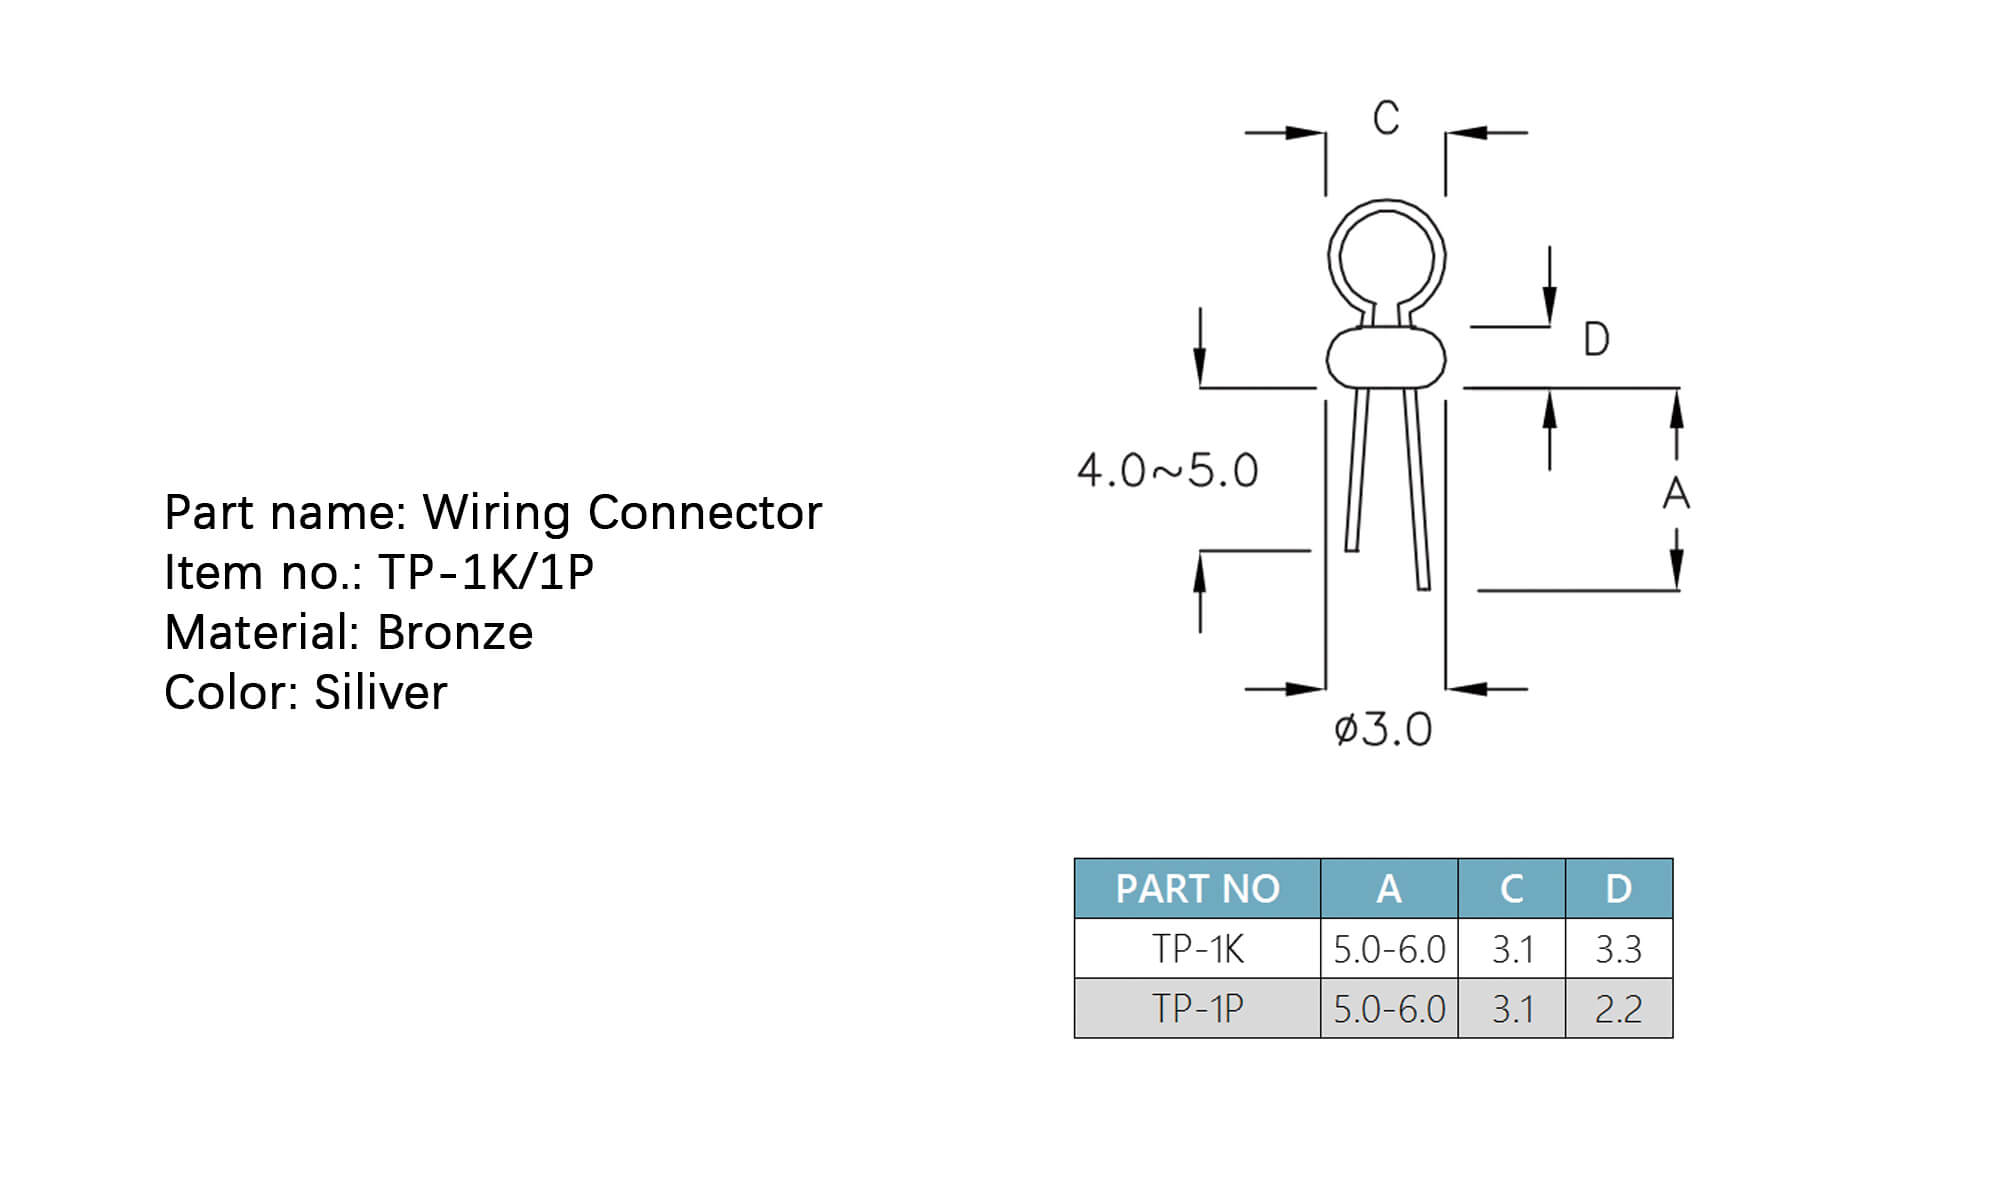 Part name: Wiring Connector
Item no.: TP-1K/1P
Material: Bronze
Color: Siliver
C
D
4.0~5.0
A
ø3.0
PART NO A C D
TP-1K 5.0-6.0 3.1 3.3
TP-1P 5.0-6.0 3.1 2.2